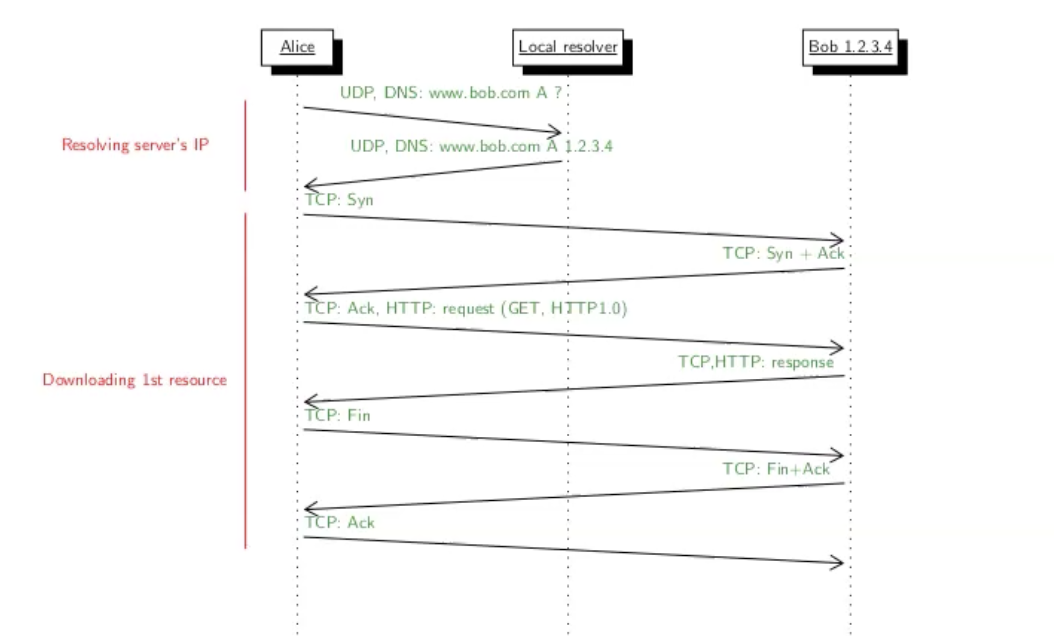 Alice
Local resolver
Bob 1.2.3.4
UDP, DNS: www.bob.com A ?
Resolving server's IP
UDP, DNS: www.bob.com A 1.2.3.4
TCP: Syn
TCP: Syn + Ack
TCP: Ack, HTTP: request (GET, HTTP1.0)
TCP,HTTP: response
Downloading 1st resource
TCP: Fin
TCP: Fin+Ack
TCP: Ack